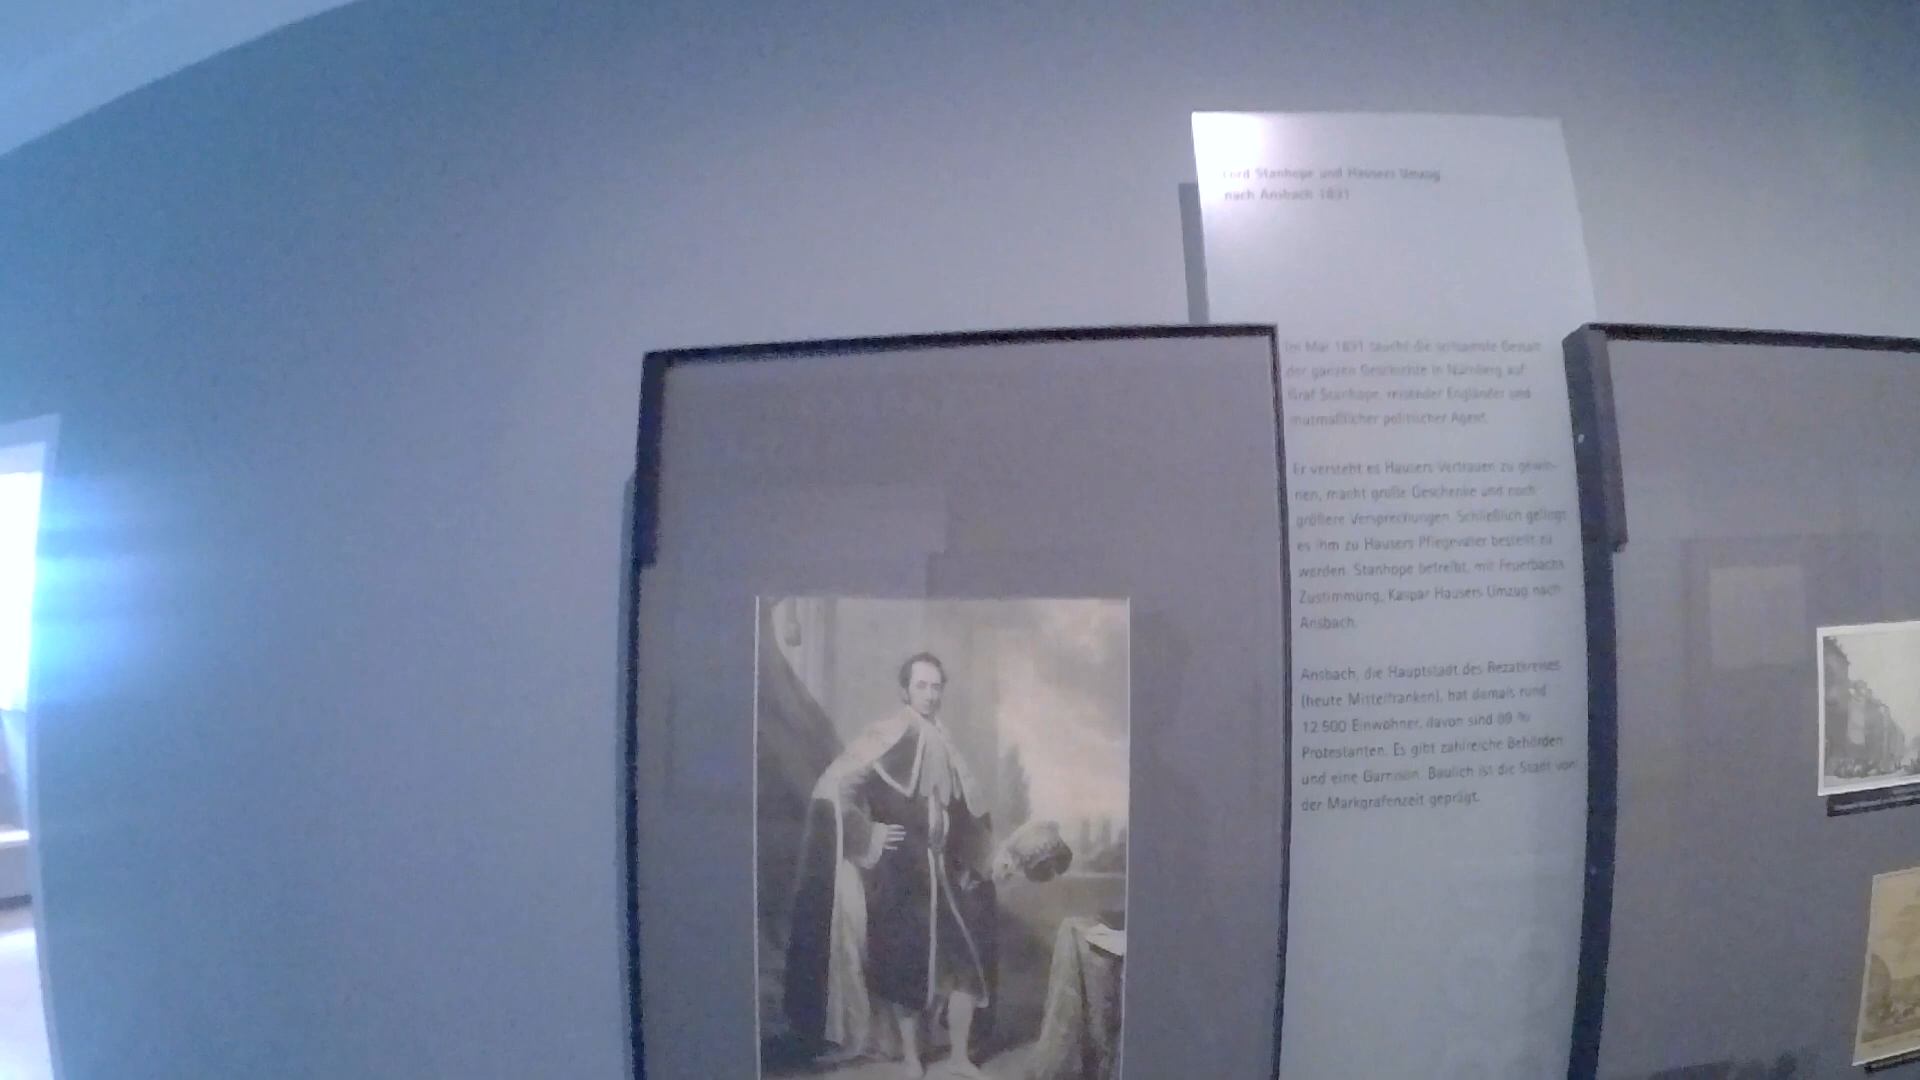 Lord Stanhope und Hausers Umzug
nach Ansbach 1831
Im Mai 1831 taucht die seltsamste Gestalt
der ganzen Geschichte in Nürnberg auf
Graf Stanhope, reisender Engländer und
mutmaßlicher politischer Agent.
Er versteht es Hausers Vertrauen zu gewin-
nen, macht große Geschenke und noch
größere Versprechungen. Schließlich gelingt
es ihm zu Hausers Pflegevater bestellt zu
werden. Stanhope betreibt, mit Feuerbachs
Zustimmung, Kaspar Hausers Umzug nach
Ansbach.
Ansbach, die Hauptstadt des Rezatkreises
(heute Mittelfranken), hat damals rund
12.500 Einwohner, davon sind %
Protestanten. Es gibt zahlreiche Behörden
und eine Garnison. Baulich ist die Stadt von
der Markgrafenzeit geprägt.